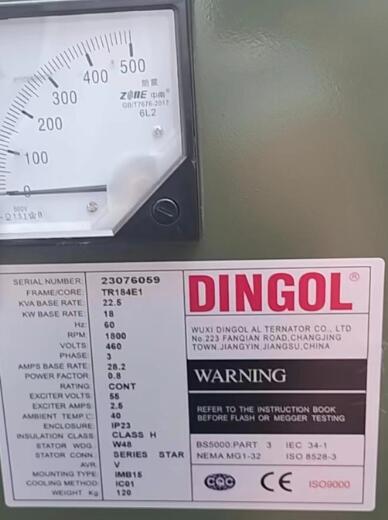 500
400
300
200
100
0
防震
ZONE 中南
GB/T7676-2017
6L2
500V
SERIAL NUMBER: 23076059
FRAME/CORE: TR184E1
KVA BASE RATE: 22.5
KW BASE RATE: 18
Hz: 60
RPM: 1800
VOLTS: 460
PHASE: 3
AMPS BASE RATE: 28.2
POWER FACTOR: 0.8
RATING: CONT
EXCITER VOLTS: 55
EXCITER AMPS: 2.5
AMBIENT TEMP C: 40
ENCLOSURE: IP23
INSULATION CLASS: CLASS H
STATOR WDG: W48
STATOR CONN: SERIES STAR
AVR: V
MOUNTING TYPE: IMB15
COOLING METHOD: IC01
WEIGHT Kg: 120
DINGOL®
WUXI DINGOL AL TERNATOR CO., LTD
No.223 FANQIAN ROAD,CHANGJING
TOWN,JIANGYIN,JIANGSU,CHINA
WARNING
REFER TO THE INSTRUCTION BOOK
BEFORE FLASH OR MEGGER TESTING
BS5000:PART 3 IEC 34-1
NEMA MG1-32 ISO 8528-3
CQC CE ISO9000